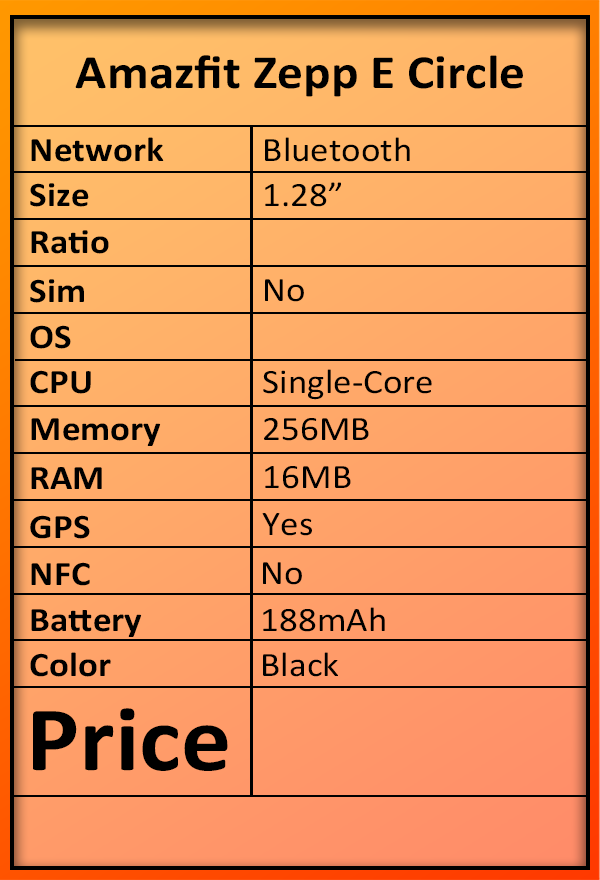 Amazfit Zepp E Circle
Network Bluetooth
Size 1.28”
Ratio
Sim No
OS
CPU Single-Core
Memory 256MB
RAM 16MB
GPS Yes
NFC No
Battery 188mAh
Color Black
Price